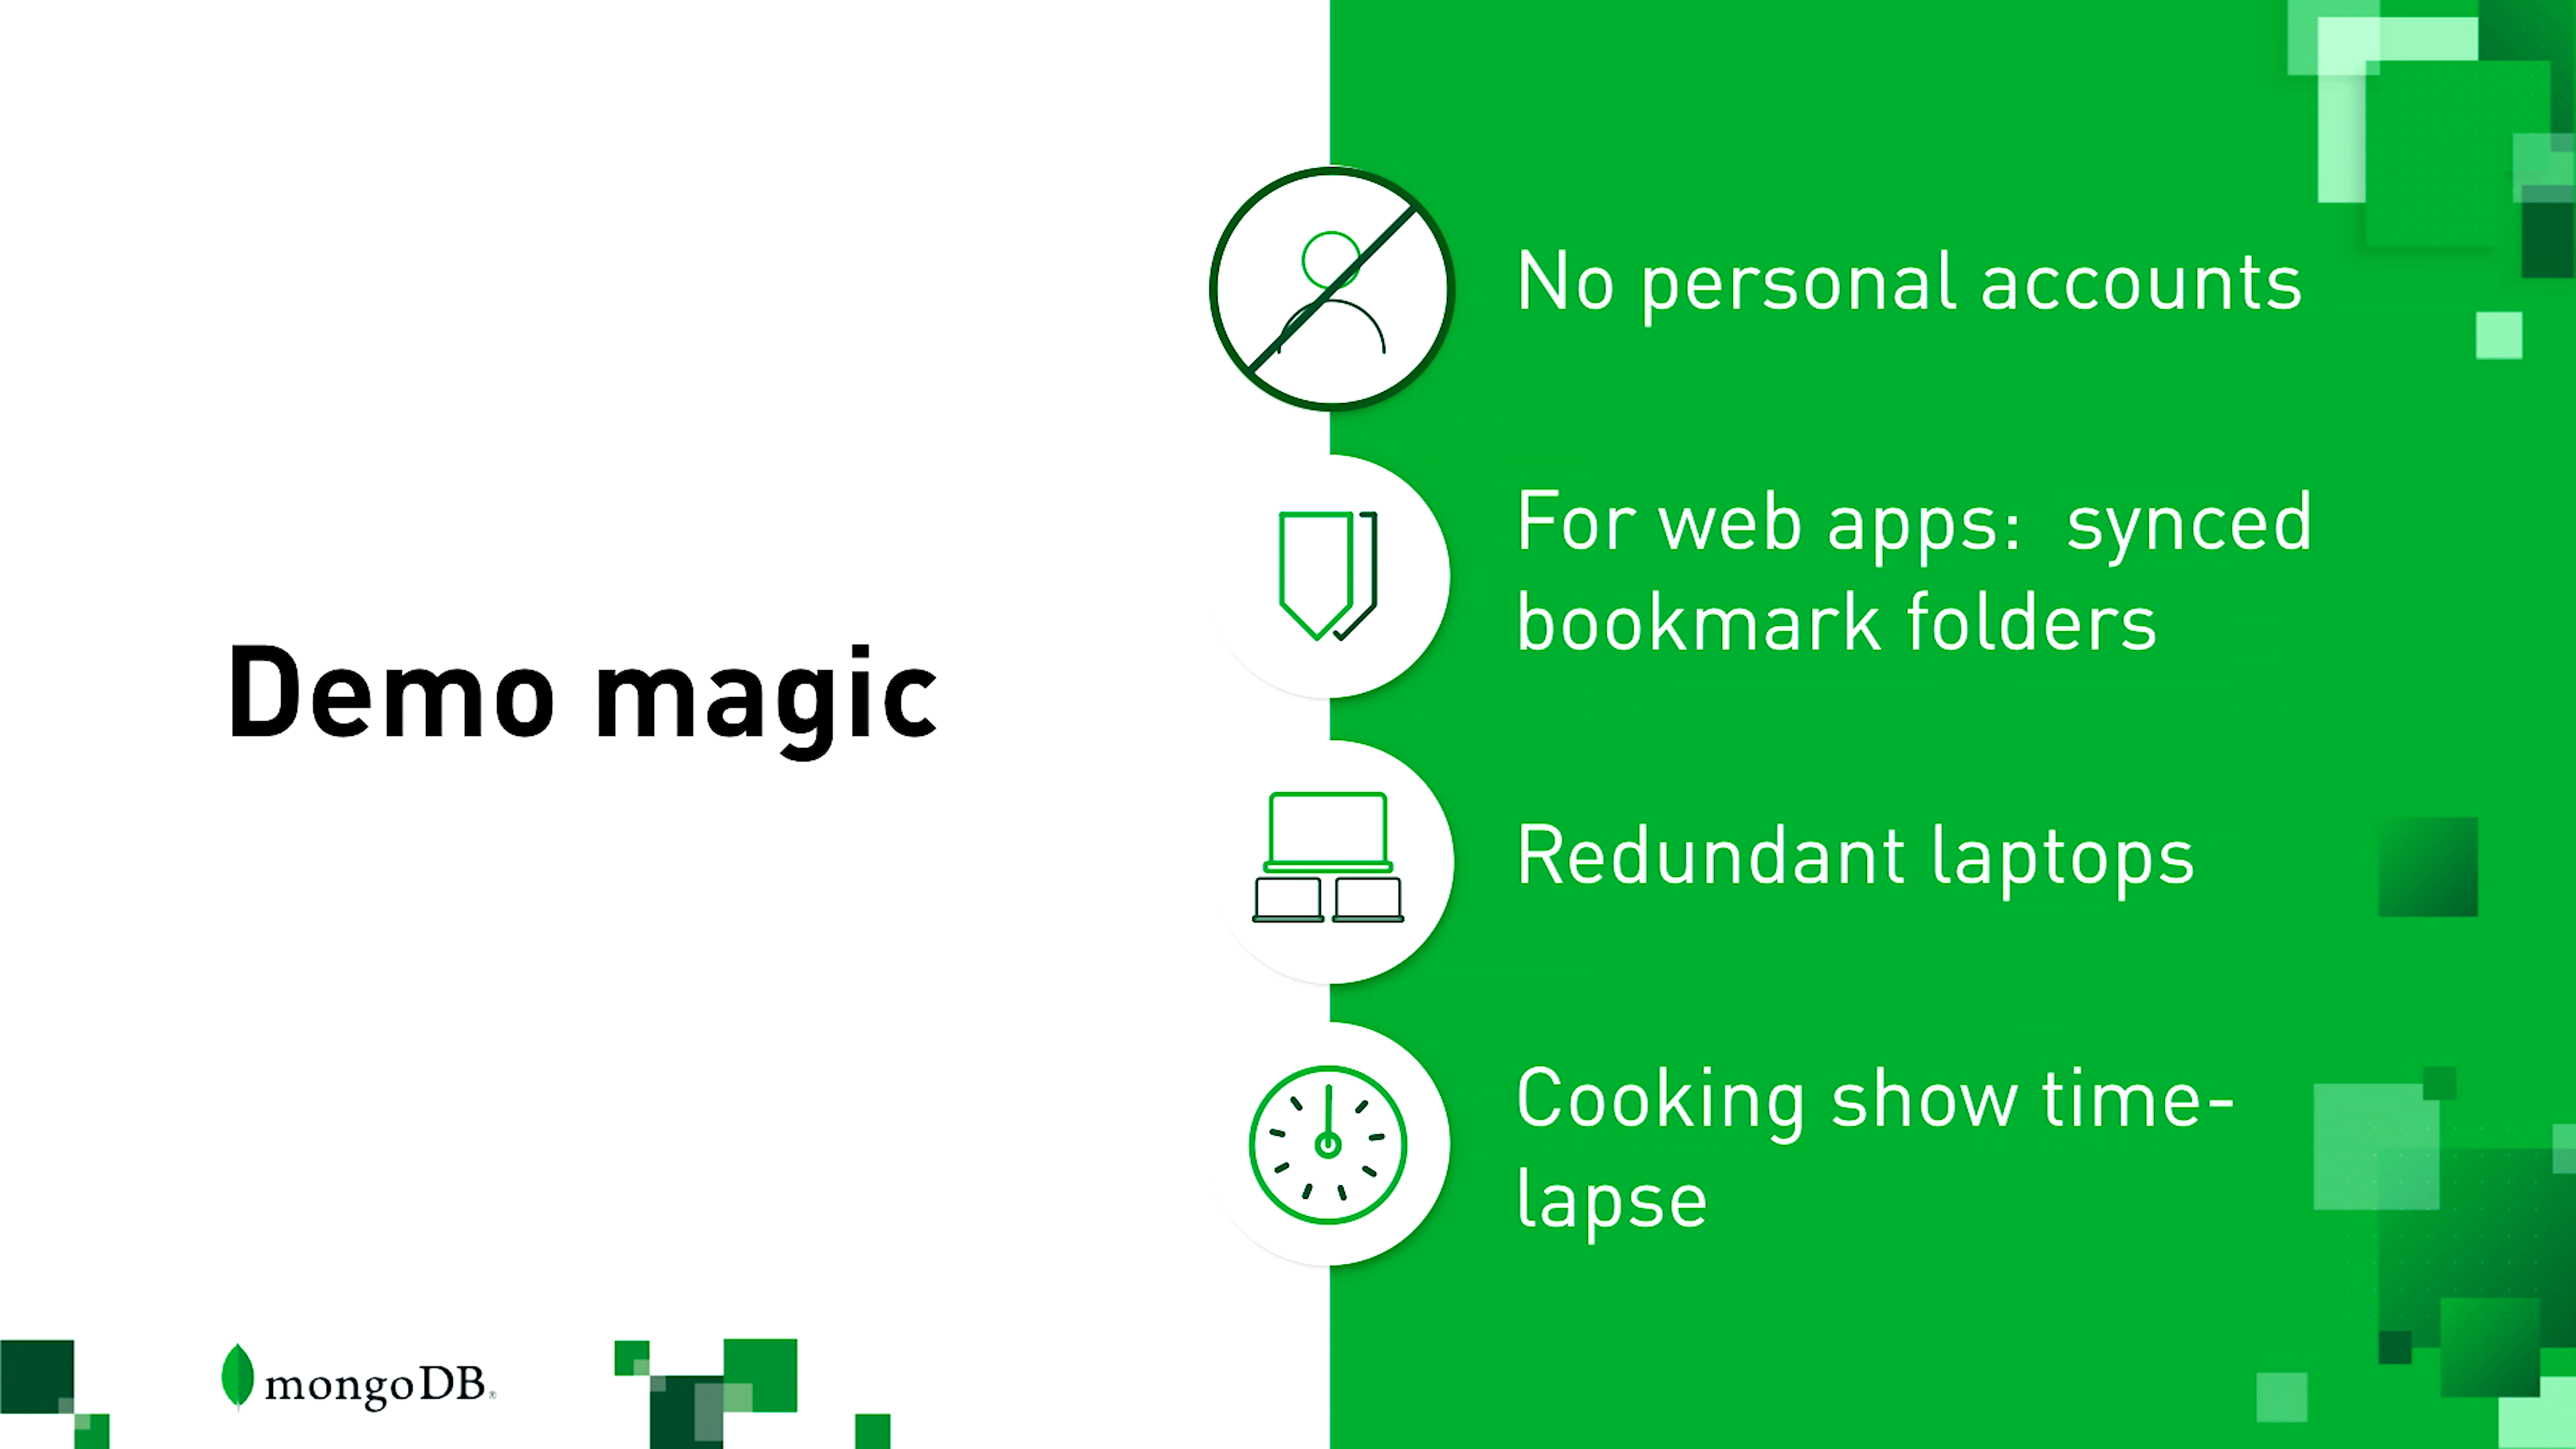 Demo magic
No personal accounts
For web apps:  synced
bookmark folders
Redundant laptops
Cooking show time-
lapse
mongoDB®